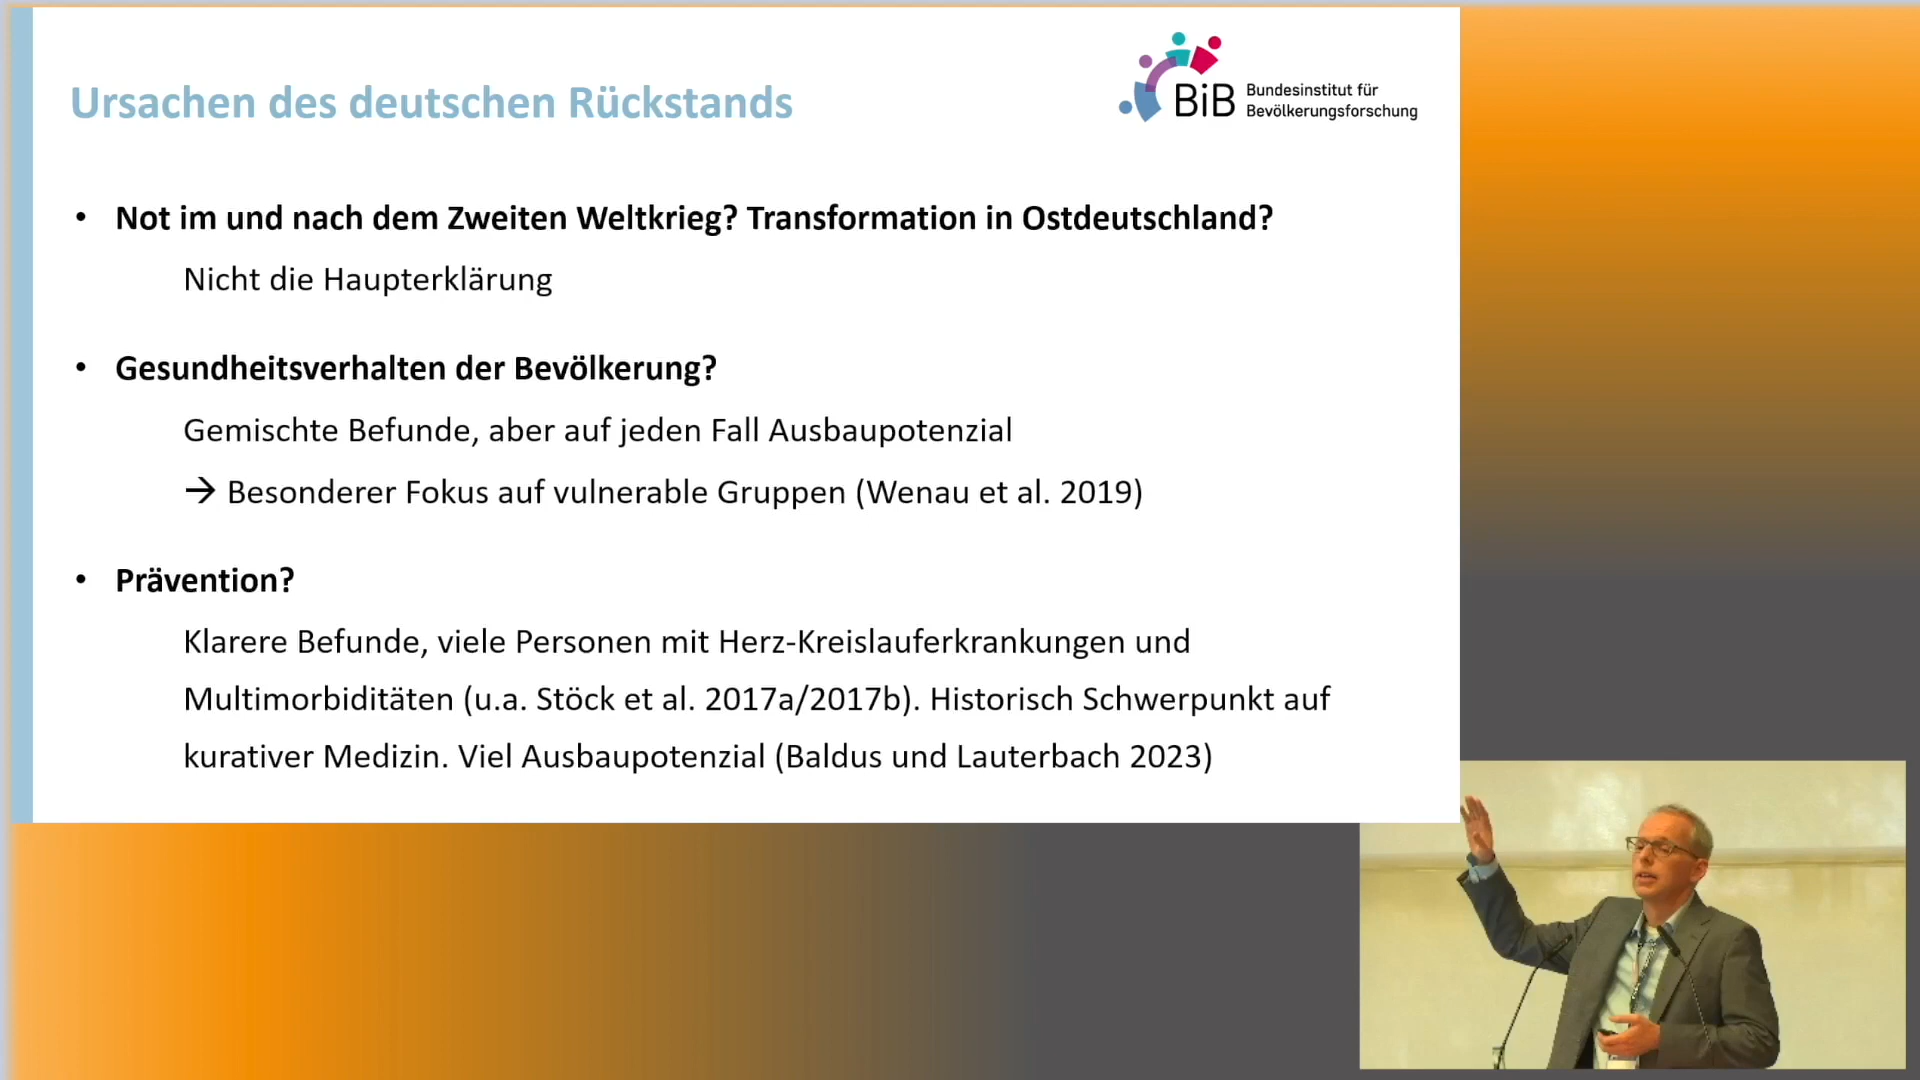 Ursachen des deutschen Rückstands
BiB Bundesinstitut für
Bevölkerungsforschung
• Not im und nach dem Zweiten Weltkrieg? Transformation in Ostdeutschland?
Nicht die Haupterklärung
• Gesundheitsverhalten der Bevölkerung?
Gemischte Befunde, aber auf jeden Fall Ausbaupotenzial
→ Besonderer Fokus auf vulnerable Gruppen (Wenau et al. 2019)
• Prävention?
Klarere Befunde, viele Personen mit Herz-Kreislauferkrankungen und
Multimorbiditäten (u.a. Stöck et al. 2017a/2017b). Historisch Schwerpunkt auf
kurativer Medizin. Viel Ausbaupotenzial (Baldus und Lauterbach 2023)